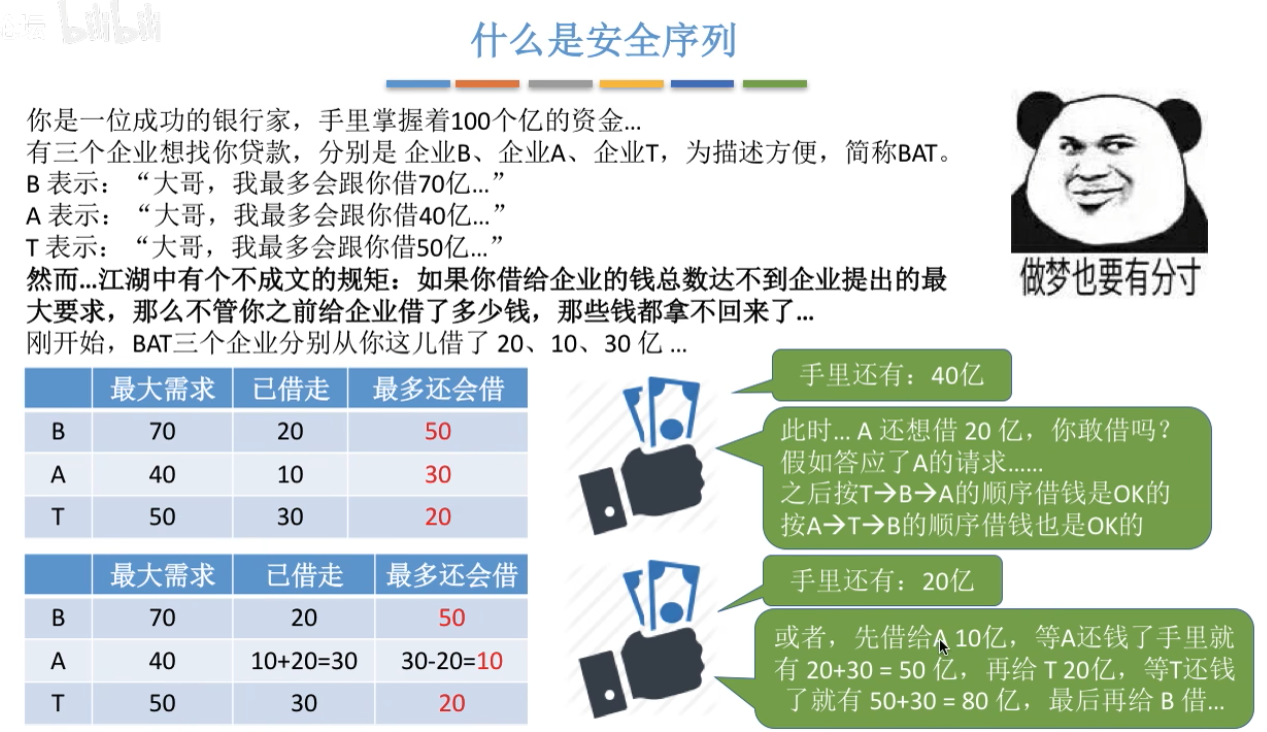 bilibili
什么是安全序列
你是一位成功的银行家，手里掌握着100个亿的资金...
有三个企业想找你贷款，分别是 企业B、企业A、企业T，为描述方便，简称BAT。
B 表示：“大哥，我最多会跟你借70亿...”
A 表示：“大哥，我最多会跟你借40亿...”
T 表示：“大哥，我最多会跟你借50亿...”
然而...江湖中有个不成文的规矩：如果你借给企业的钱总数达不到企业提出的最
大要求，那么不管你之前给企业借了多少钱，那些钱都拿不回来了...
刚开始，BAT三个企业分别从你这儿借了 20、10、30 亿 ...
做梦也要有分寸
最大需求 已借走 最多还会借
B 70 20 50
A 40 10 30
T 50 30 20
手里还有：40亿
此时... A 还想借 20 亿，你敢借吗？
假如答应了A的请求......
之后按T→B→A的顺序借钱是OK的
按A→T→B的顺序借钱也是OK的
最大需求 已借走 最多还会借
B 70 20 50
A 40 10+20=30 30-20=10
T 50 30 20
手里还有：20亿
或者，先借给A 10亿，等A还钱了手里就
有 20+30 = 50 亿，再给 T 20亿，等T还钱
了就有 50+30 = 80 亿，最后再给 B 借...